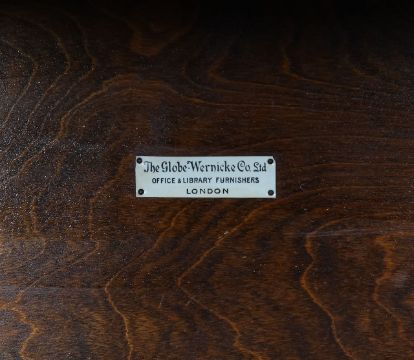 The Globe-Wernicke Co. Ltd
OFFICE & LIBRARY FURNISHERS
LONDON